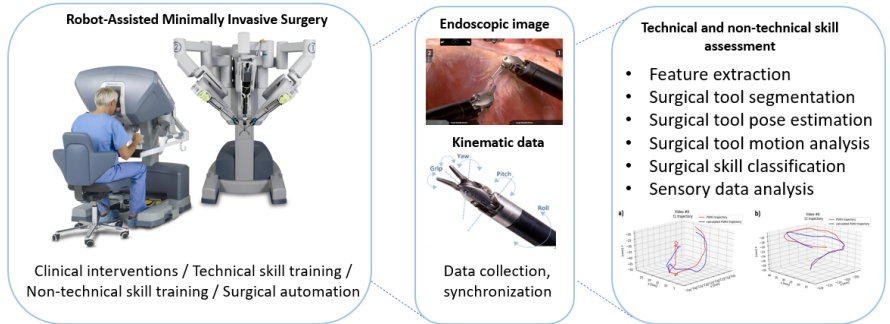 Robot-Assisted Minimally Invasive Surgery
Clinical interventions / Technical skill training /
Non-technical skill training / Surgical automation
Endoscopic image
2
1
Kinematic data
Grip
Yaw
Pitch
Roll
Data collection,
synchronization
Technical and non-technical skill
assessment
• Feature extraction
• Surgical tool segmentation
• Surgical tool pose estimation
• Surgical tool motion analysis
• Surgical skill classification
• Sensory data analysis
a)
b)